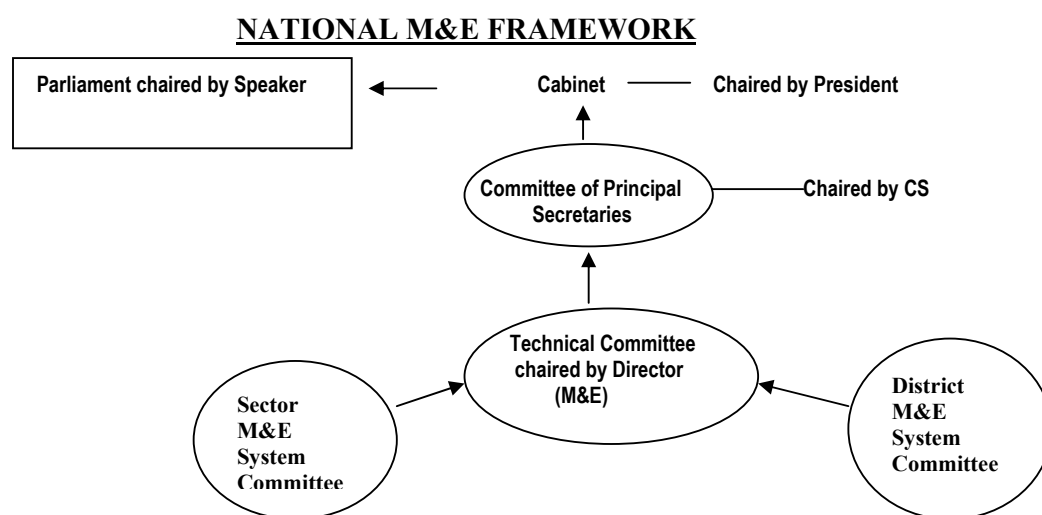 NATIONAL M&E FRAMEWORK
Parliament chaired by Speaker
Cabinet
Chaired by President
Committee of Principal
Secretaries
Chaired by CS
Technical Committee
chaired by Director
(M&E)
Sector
M&E
System
Committee
District
M&E
System
Committee